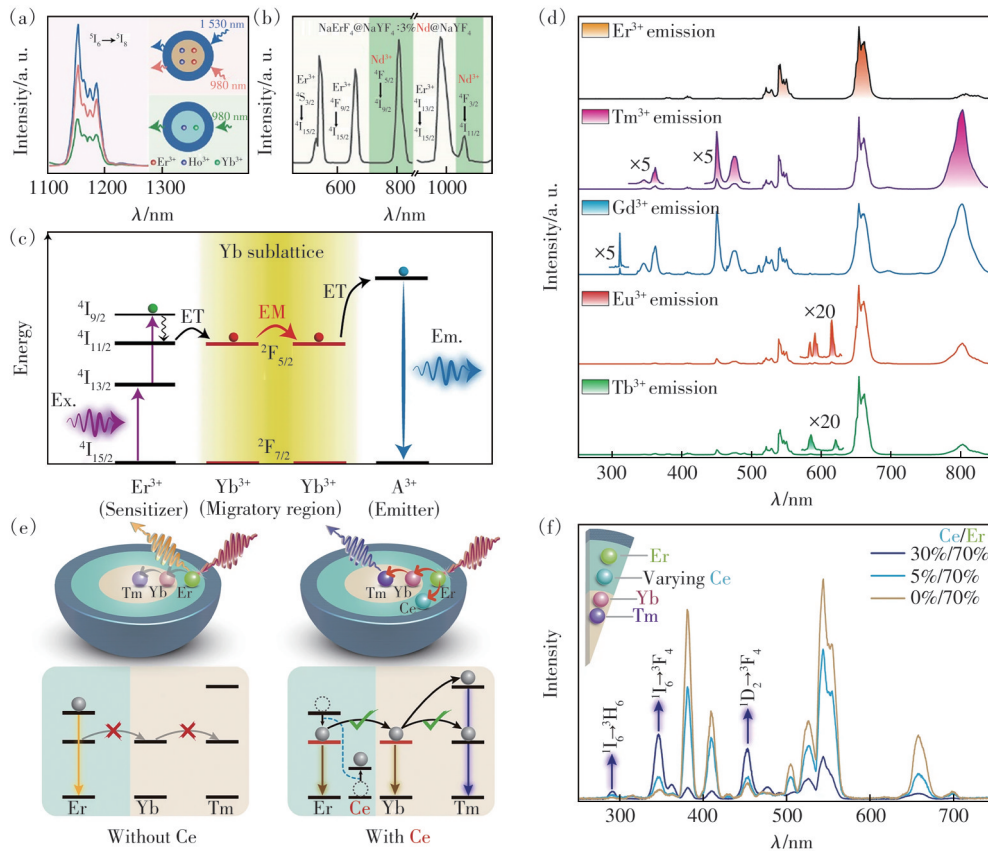 (a)
Intensity/a. u.
⁵I₆→⁵I₈
1 530 nm
980 nm
980 nm
Er³⁺ Ho³⁺ Yb³⁺
1100 1200 1300
λ/nm
(b)
Intensity/a. u.
NaErF₄@NaYF₄:3%Nd@NaYF₄
Er³⁺
⁴S₃/₂
⁴I₁₅/₂
Er³⁺
⁴F₉/₂
⁴I₁₅/₂
Nd³⁺
⁴F₅/₂
⁴I₉/₂
Er³⁺
⁴I₁₃/₂
⁴I₁₅/₂
Nd³⁺
⁴F₃/₂
⁴I₁₁/₂
600 800 1000
λ/nm
(c)
Energy
Yb sublattice
⁴I₉/₂
⁴I₁₁/₂
⁴I₁₃/₂
⁴I₁₅/₂
Ex.
ET
EM
ET
²F₅/₂
²F₇/₂
Em.
Er³⁺ Yb³⁺ Yb³⁺ A³⁺
(Sensitizer) (Migratory region) (Emitter)
(d)
Intensity/a. u.
Er³⁺ emission
Tm³⁺ emission
×5 ×5
Gd³⁺ emission
×5
Eu³⁺ emission
×20
Tb³⁺ emission
×20
300 400 500 600 700 800
λ/nm
(e)
Tm Yb Er
Tm Yb Er
Ce
Er Yb Tm
Without Ce
Er Ce Yb Tm
With Ce
(f)
Intensity
Er
Varying Ce
Yb
Tm
Ce/Er
30%/70%
5%/70%
0%/70%
¹I₆→³H₆
¹I₆→³F₄
¹D₂→³F₄
300 400 500 600 700
λ/nm